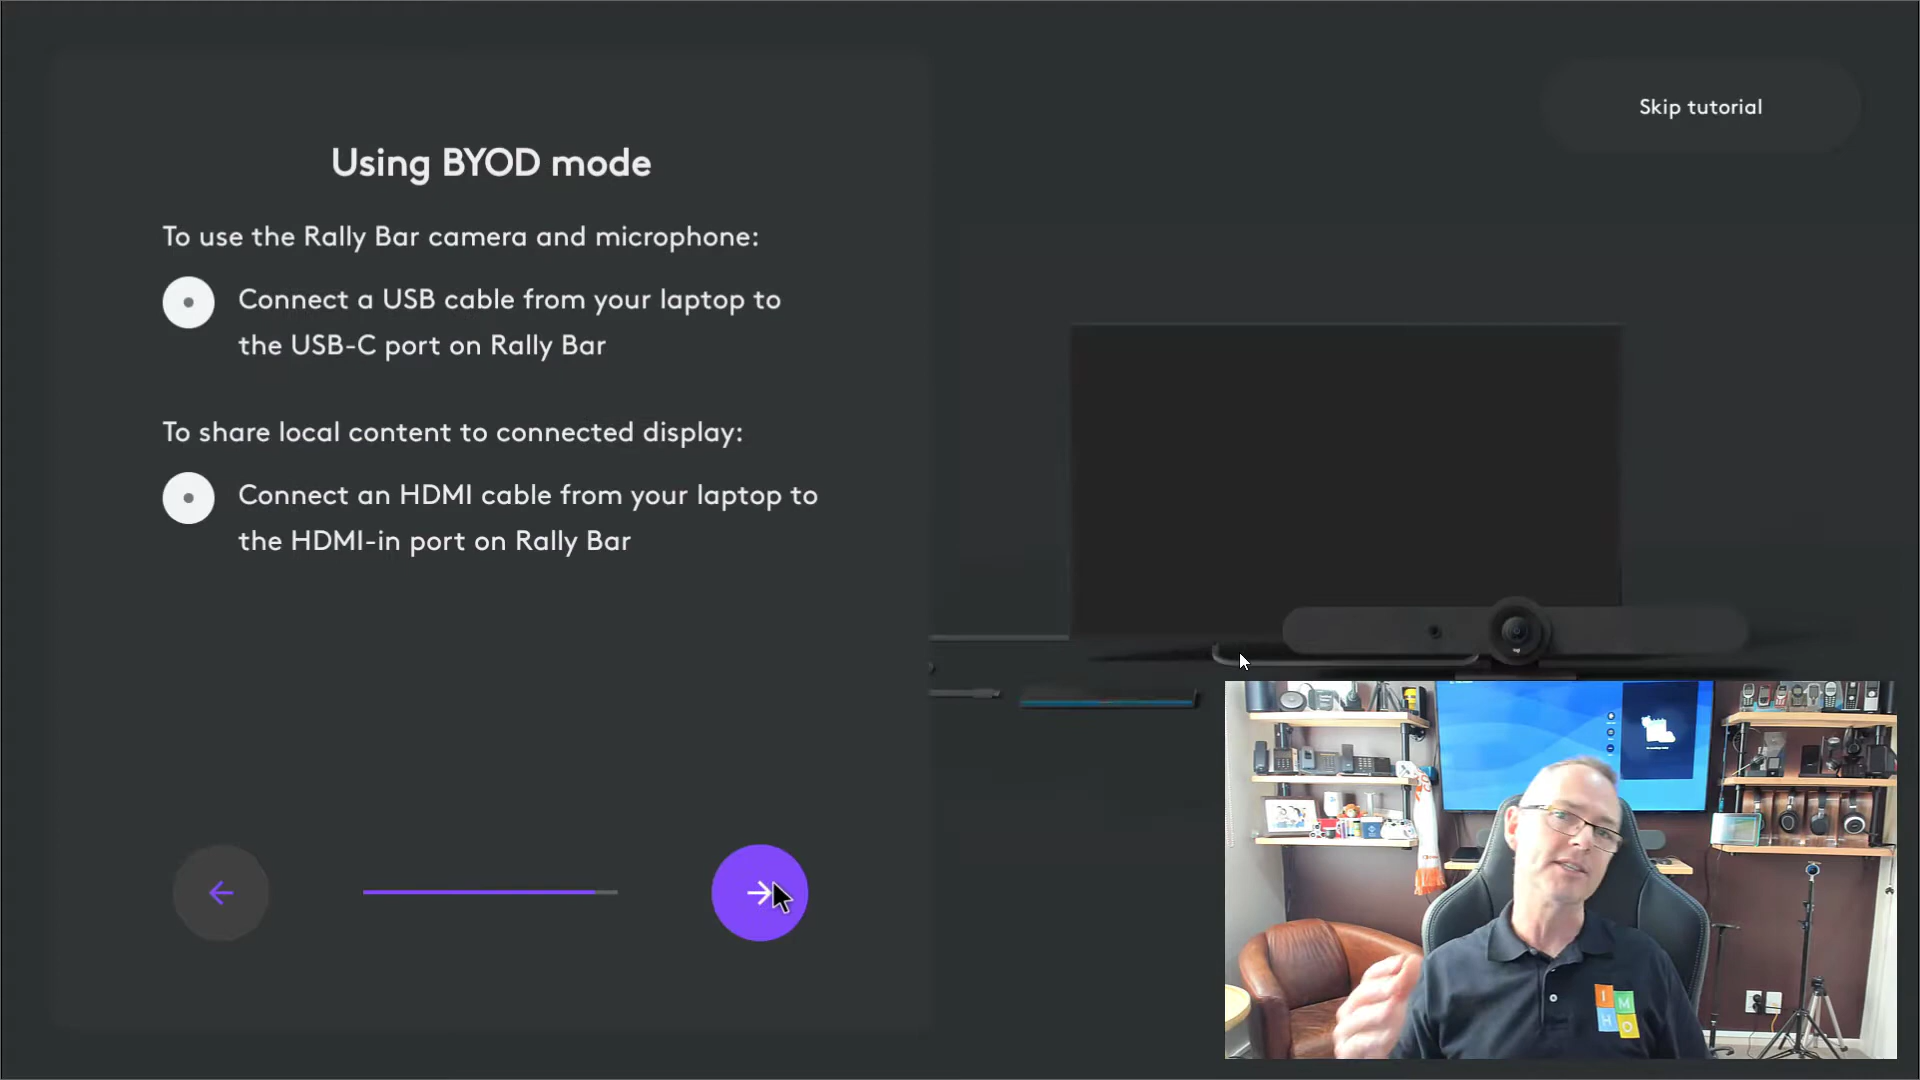 Skip tutorial
Using BYOD mode
To use the Rally Bar camera and microphone:
Connect a USB cable from your laptop to
the USB-C port on Rally Bar
To share local content to connected display:
Connect an HDMI cable from your laptop to
the HDMI-in port on Rally Bar
I M
H O